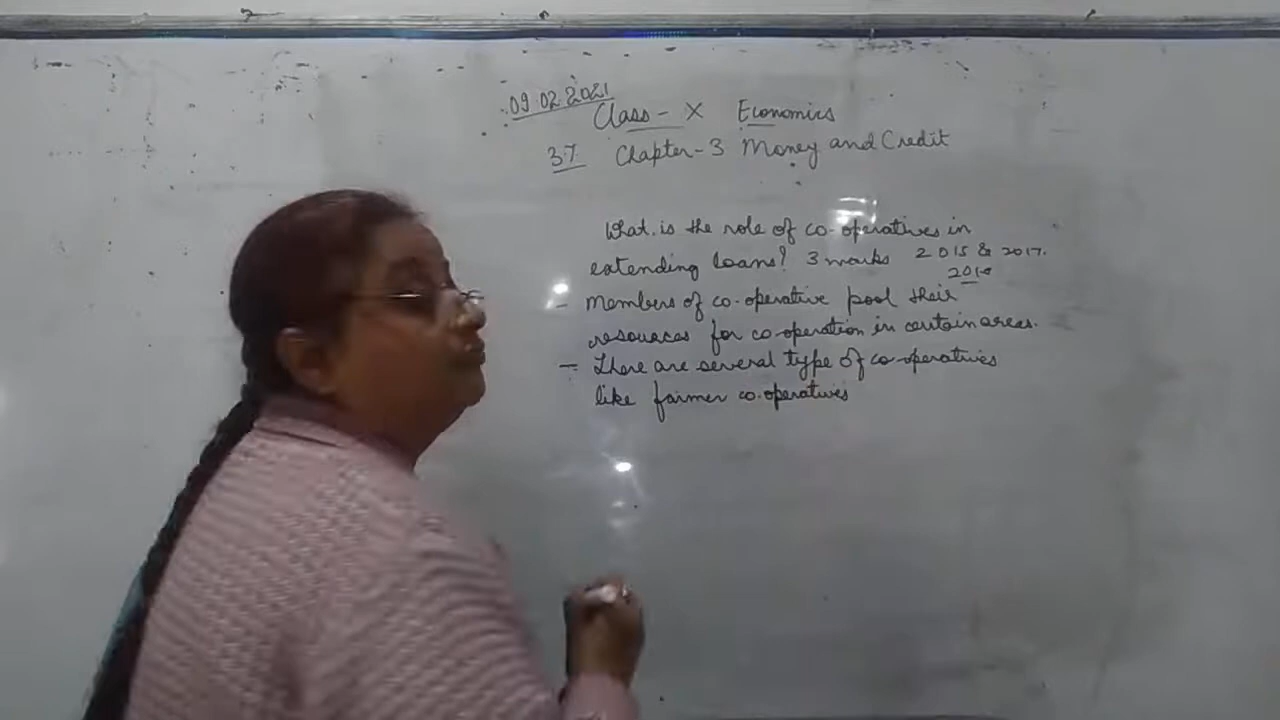 09.02.2021
Class - X Economics
37. Chapter-3 Money and Credit
What is the role of co-operatives in
extending loans? 3 marks 2015 & 2017.
- Members of co-operative pool their
resources for co-operation in certain areas.
- There are several type of co-operatives
like farmer co-operatives